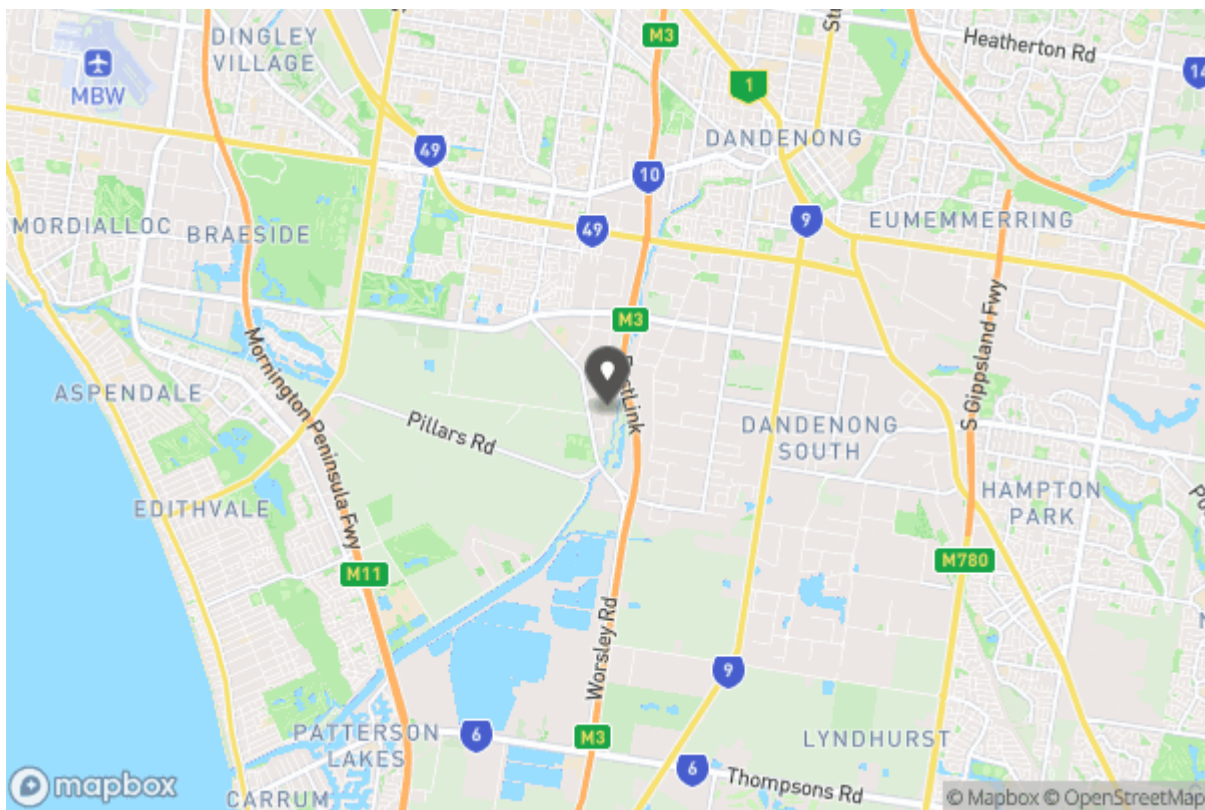 DINGLEY
VILLAGE
MBW
M3
1
Heatherton Rd
DANDENONG
49
10
MORDIALLOC
BRAESIDE
49
9
EUMEMMERRING
M3
S Gippsland Fwy
EastLink
ASPENDALE
Mornington Peninsula Fwy
Pillars Rd
DANDENONG
SOUTH
EDITHVALE
HAMPTON
PARK
M11
M780
Worsley Rd
9
PATTERSON
LAKES
6
M3
LYNDHURST
6
Thompsons Rd
CARRUM
mapbox
© Mapbox © OpenStreetMap